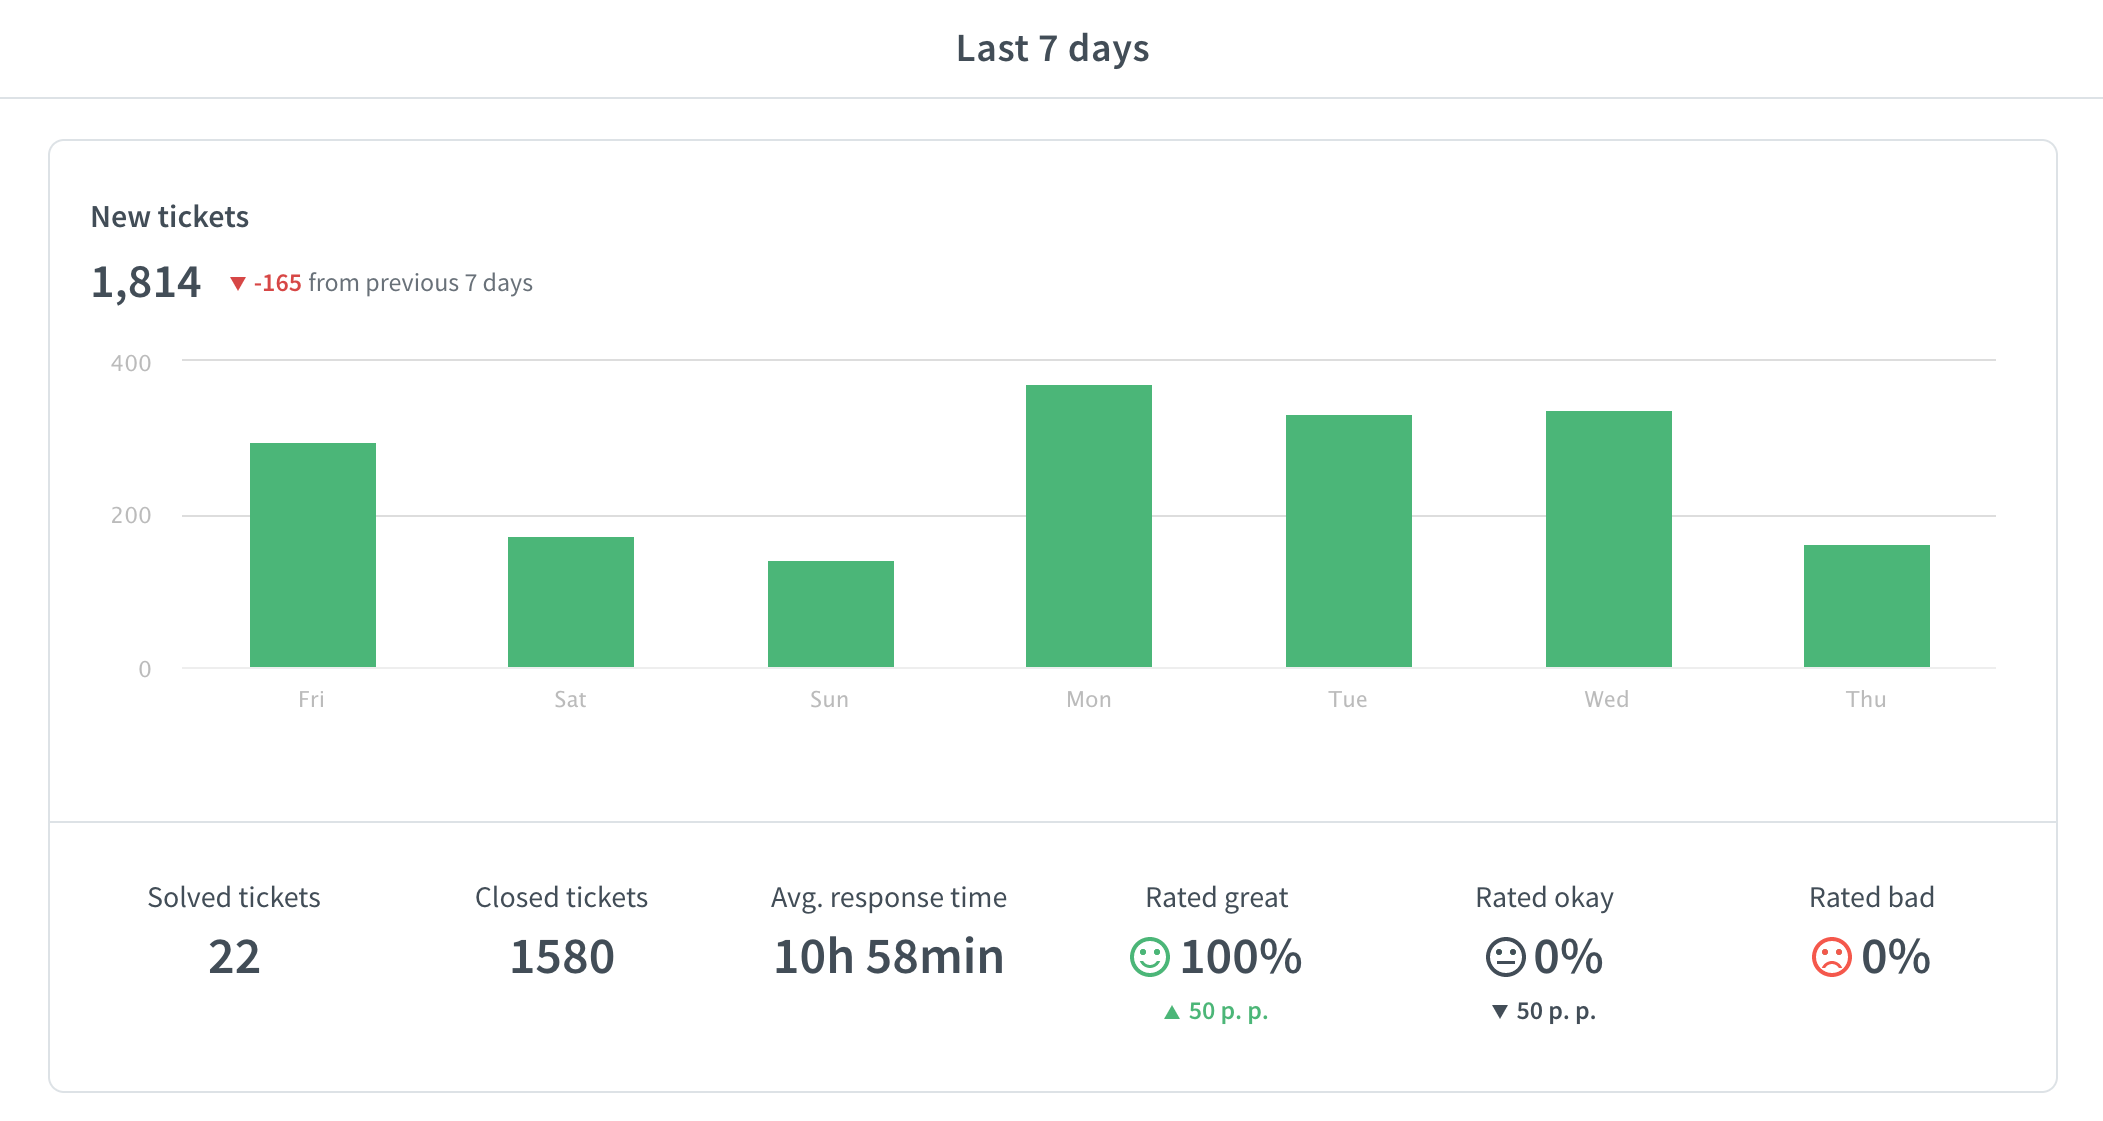 Last 7 days
New tickets
1,814 ▼ -165 from previous 7 days
400
200
0
Fri Sat Sun Mon Tue Wed Thu
Solved tickets Closed tickets Avg. response time Rated great Rated okay Rated bad
22 1580 10h 58min 100% 0% 0%
▲ 50 p. p. ▼ 50 p. p.